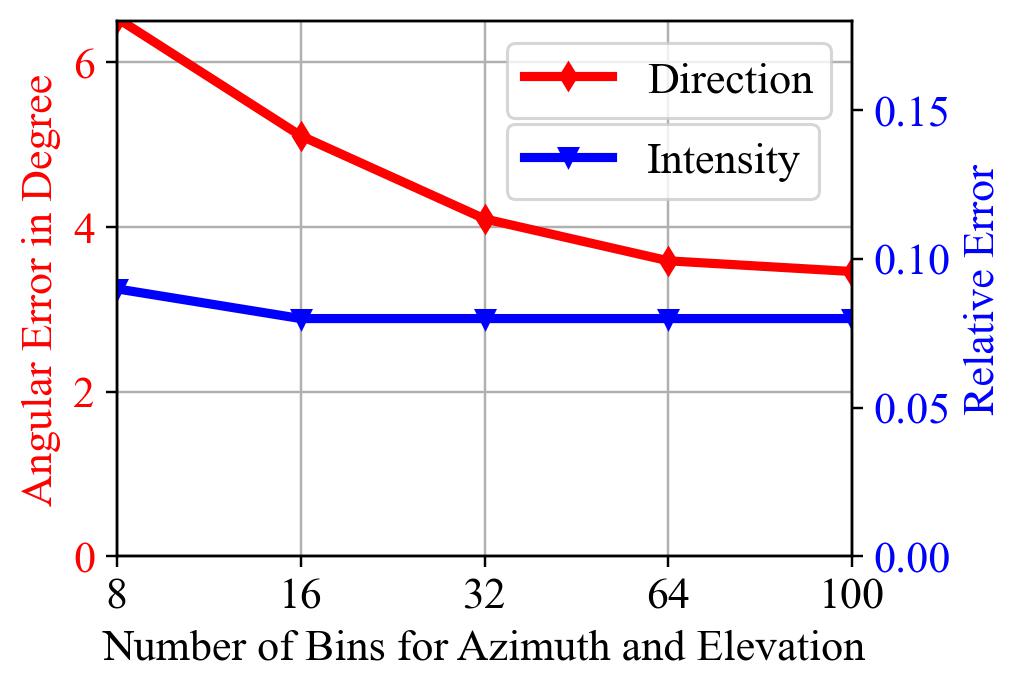 Angular Error in Degree
6
4
2
0
Direction
Intensity
0.15
0.10
0.05
0.00
Relative Error
8 16 32 64 100
Number of Bins for Azimuth and Elevation